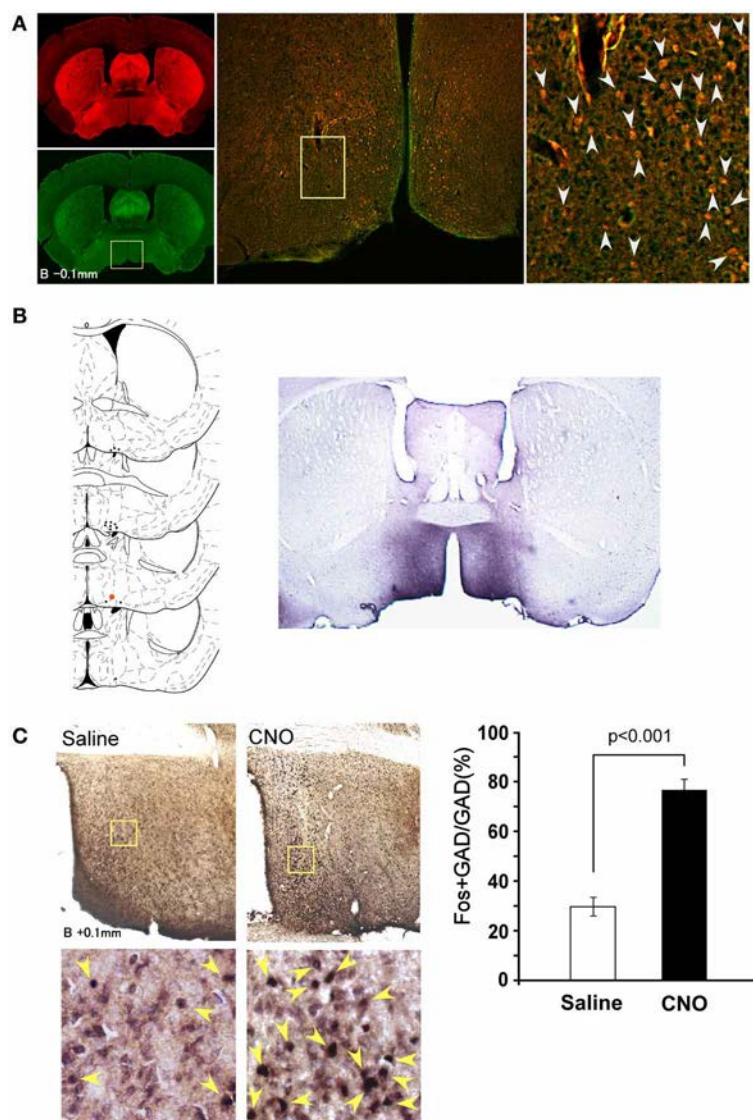 A
B −0.1mm
B
C
Saline
CNO
B +0.1mm
Fos+GAD/GAD(%)
100
80
60
40
30
20
0
p<0.001
Saline
CNO